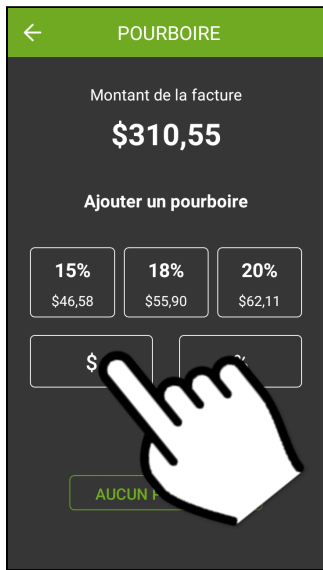 POURBOIRE
Montant de la facture
$310,55
Ajouter un pourboire
15% 18% 20%
$46,58 $55,90 $62,11
$ %
AUCUN